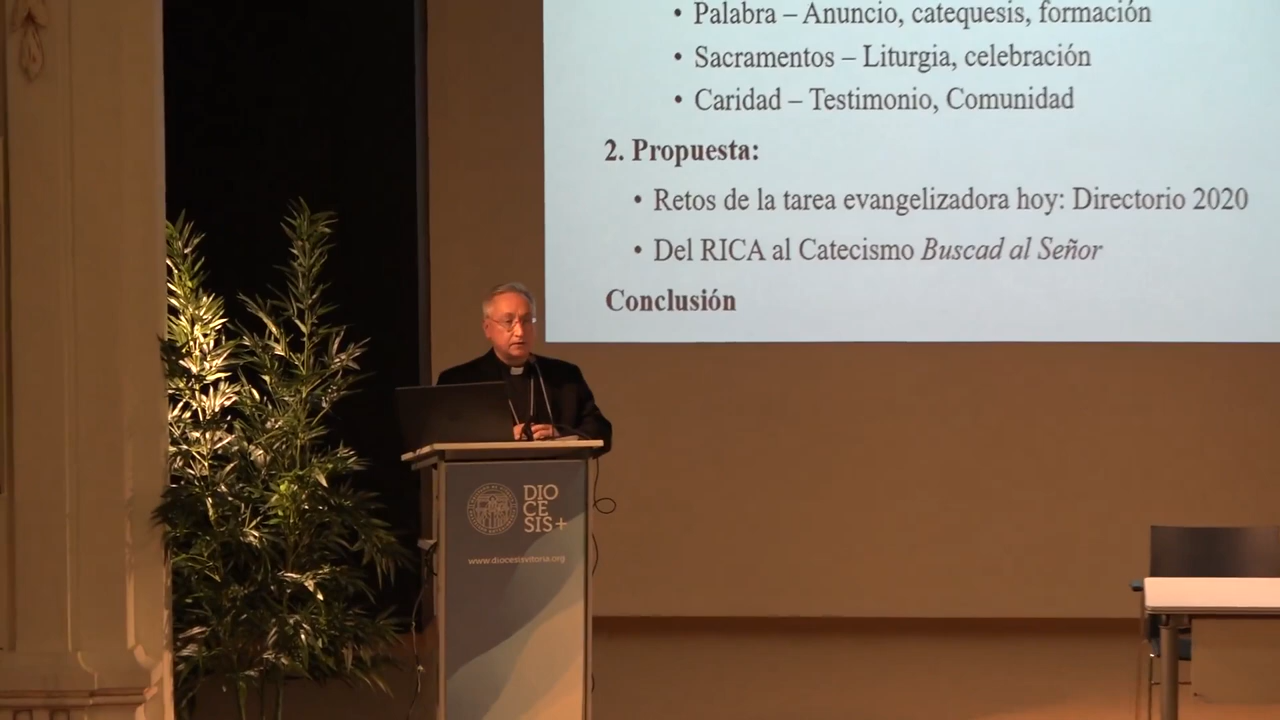 • Palabra – Anuncio, catequesis, formación
• Sacramentos – Liturgia, celebración
• Caridad – Testimonio, Comunidad
2. Propuesta:
• Retos de la tarea evangelizadora hoy: Directorio 2020
• Del RICA al Catecismo Buscad al Señor
Conclusión
DIO
CE
SIS+
www.diocesisvitoria.org